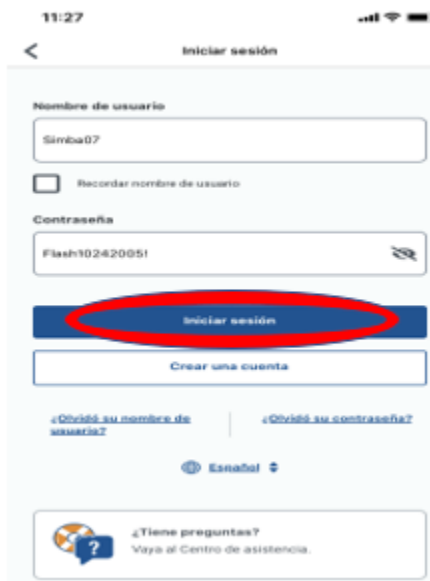 11:27
Iniciar sesión
Nombre de usuario
Simba07
Recordar nombre de usuario
Contraseña
Flash10242005!
Iniciar sesión
Crear una cuenta
¿Olvidó su nombre de
usuario?
¿Olvidó su contraseña?
Español
¿Tiene preguntas?
Vaya al Centro de asistencia.